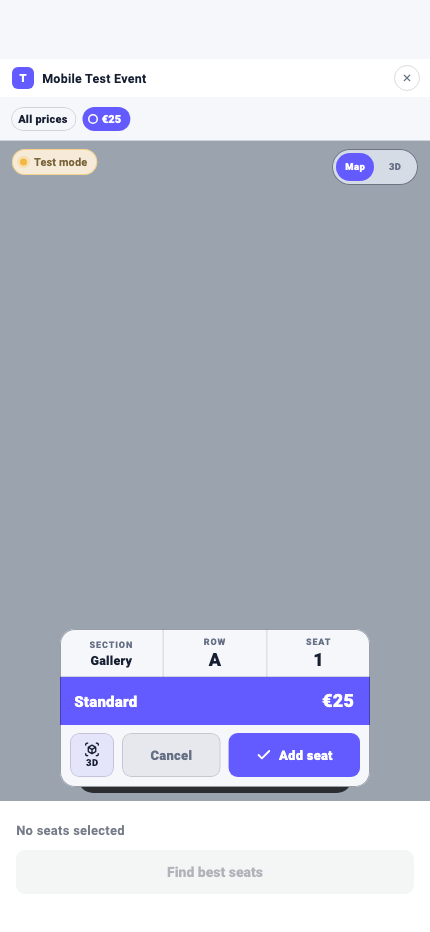 T Mobile Test Event
All prices €25
Test mode
Map 3D
SECTION ROW SEAT
Gallery A 1
Standard €25
3D Cancel Add seat
No seats selected
Find best seats